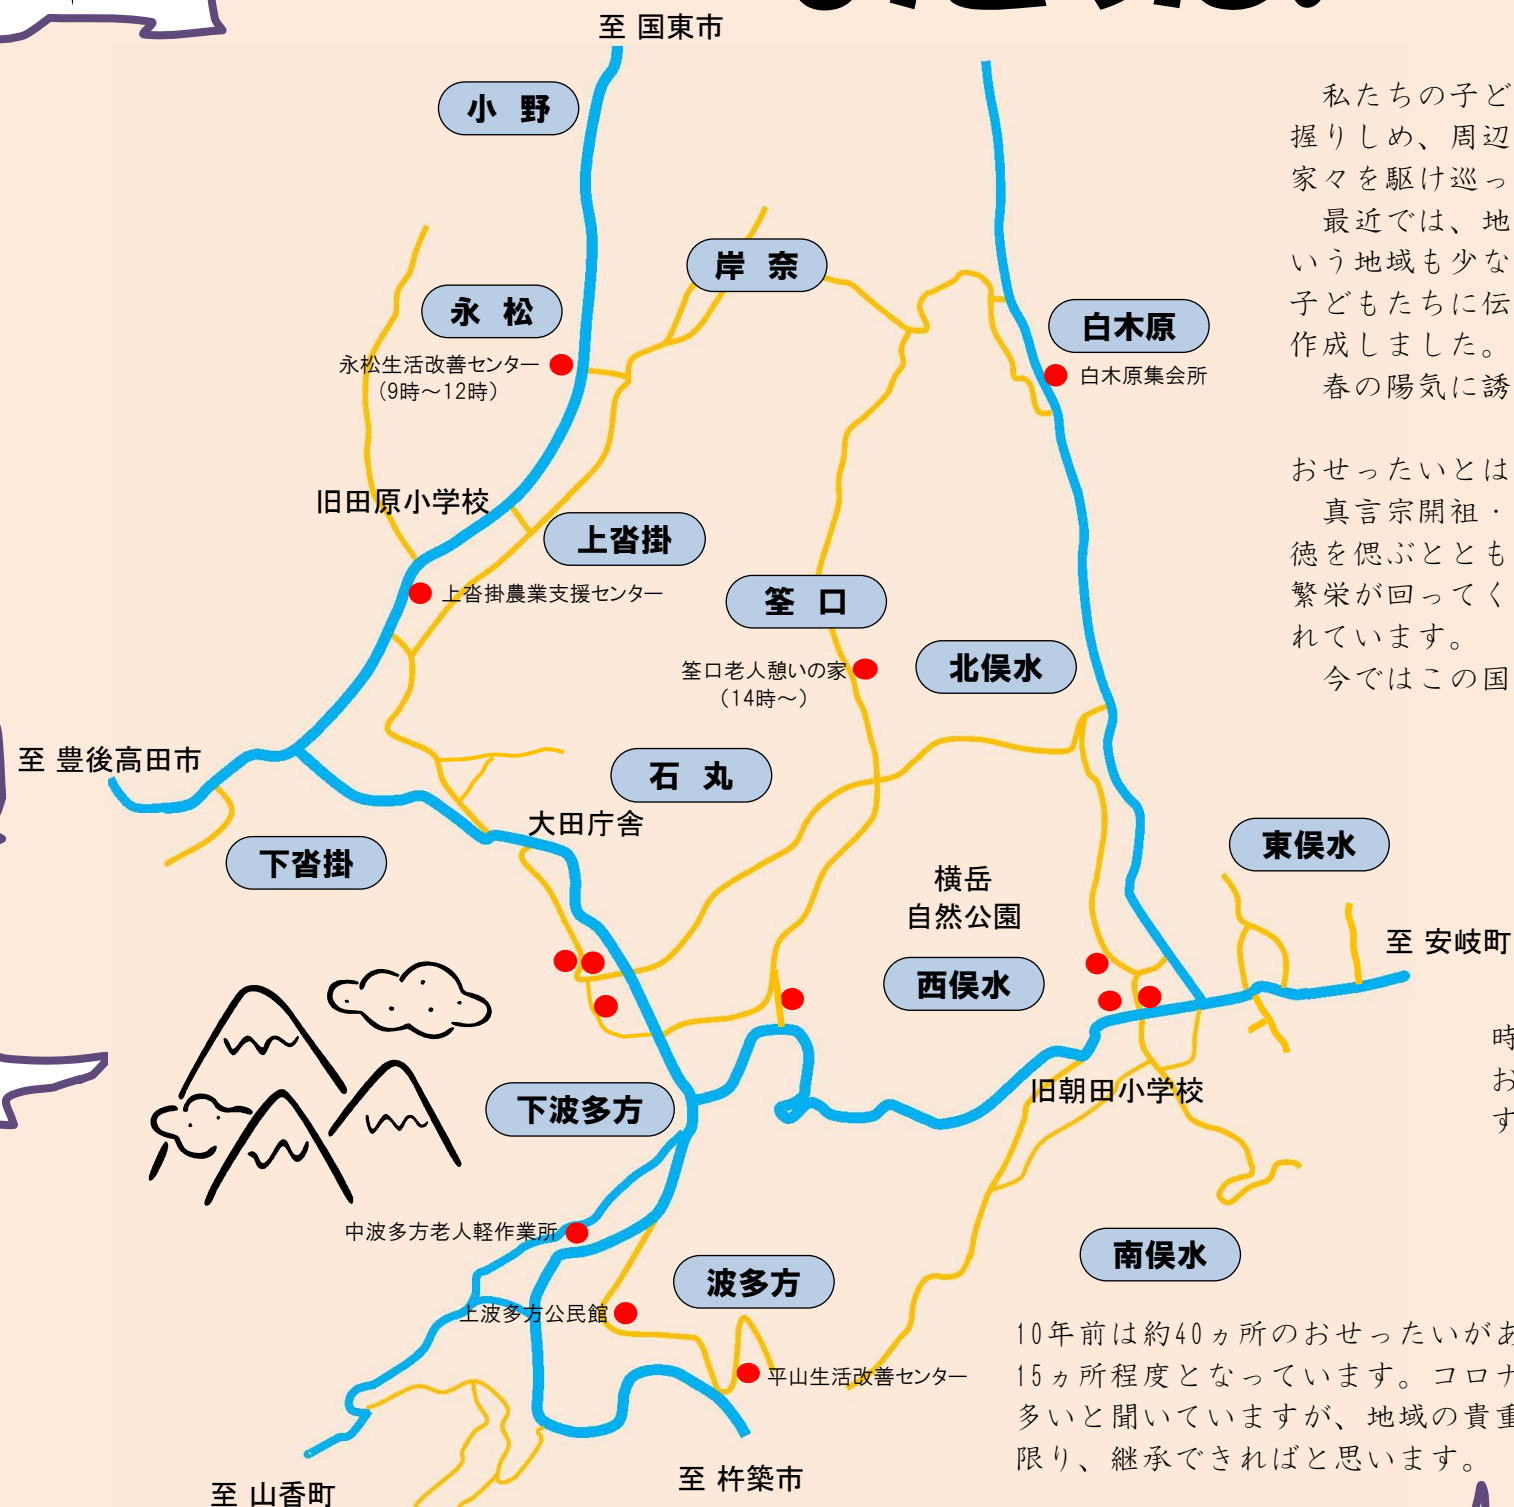 至 国東市
小 野
岸 奈
永 松
永松生活改善センター
(9時～12時)
白木原
白木原集会所
旧田原小学校
上沓掛
上沓掛農業支援センター
筌 口
筌口老人憩いの家
(14時～)
北俣水
至 豊後高田市
石 丸
大田庁舎
下沓掛
東俣水
横岳
自然公園
至 安岐町
西俣水
旧朝田小学校
下波多方
中波多方老人軽作業所
南俣水
波多方
上波多方公民館
平山生活改善センター
至 杵築市
至 山香町
私たちの子ど
握りしめ、周辺
家々を駆け巡っ
最近では、地
いう地域も少な
子どもたちに伝
作成しました。
春の陽気に誘
おせったいとは
真言宗開祖・
徳を偲ぶととも
繁栄が回ってく
れています。
今ではこの国
時
お
す
10年前は約40ヵ所のおせったいがあ
15ヵ所程度となっています。コロナ
多いと聞いていますが、地域の貴重
限り、継承できればと思います。